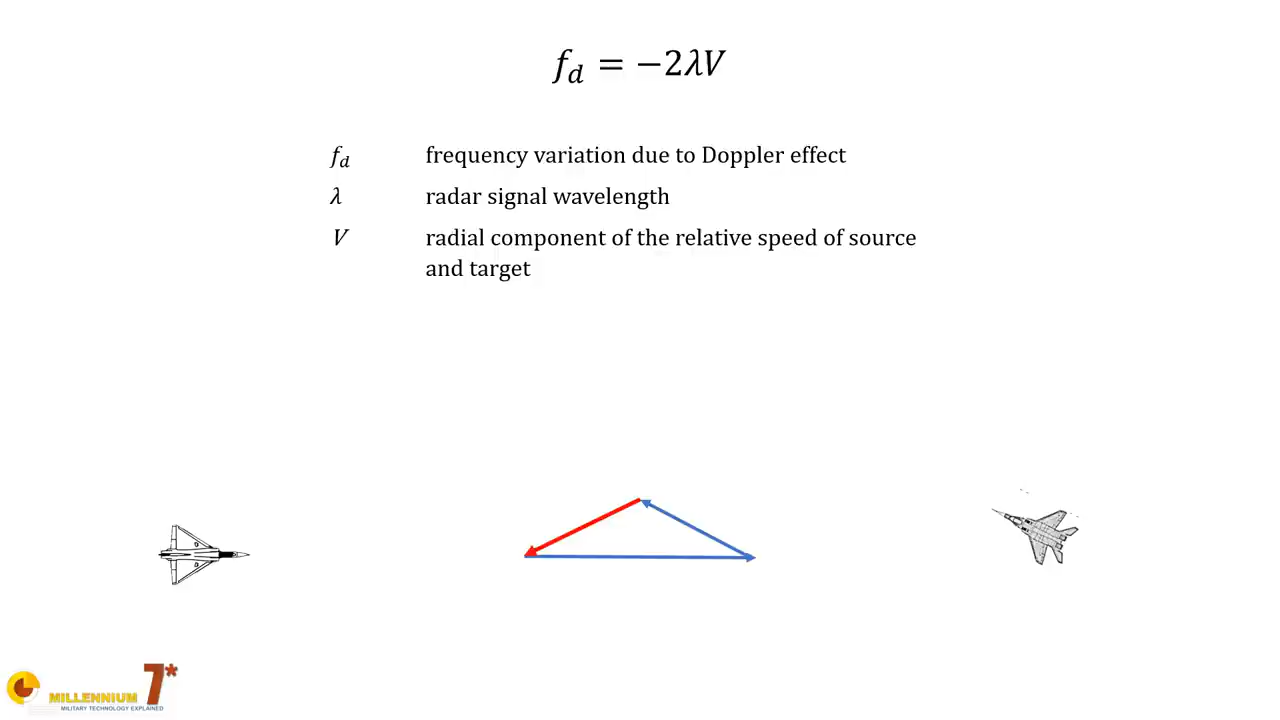 f_d = −2λV
f_d frequency variation due to Doppler effect
λ radar signal wavelength
V radial component of the relative speed of source
and target
7*
MILLENNIUM
MILITARY TECHNOLOGY EXPLAINED